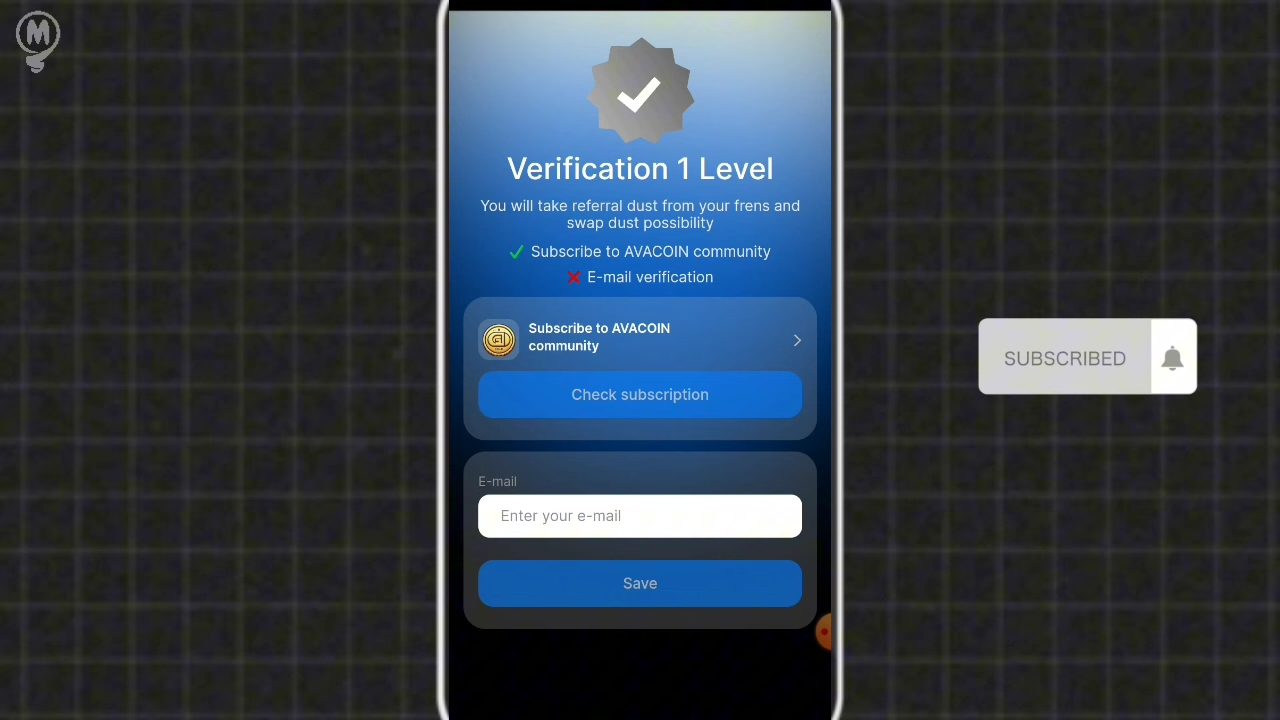 M
Verification 1 Level
You will take referral dust from your frens and
swap dust possibility
Subscribe to AVACOIN community
E-mail verification
Subscribe to AVACOIN
community
Check subscription
E-mail
Enter your e-mail
Save
SUBSCRIBED